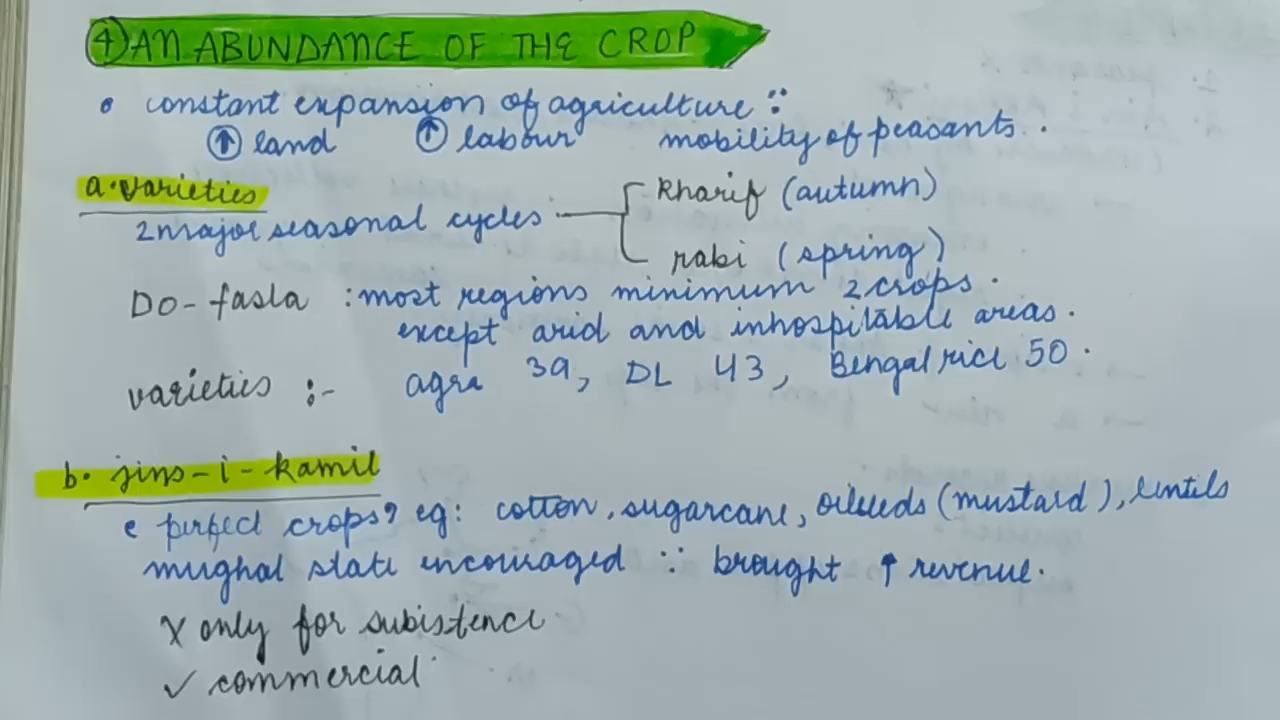 ④ AN ABUNDANCE OF THE CROP
• constant expansion of agriculture ∵
↑ land ↑ labour mobility of peasants.
a. varieties
2 major seasonal cycles
Kharif (autumn)
rabi (spring)
Do-fasla : most regions minimum 2 crops.
except arid and inhospitable areas.
varieties :- agra 39, DL 43, Bengal rice 50.
b. jins-i-kamil
‘perfect crops’ eg: cotton, sugarcane, oilseeds (mustard), lentils
mughal state encouraged ∵ brought ↑ revenue.
x only for subistence
✓ commercial